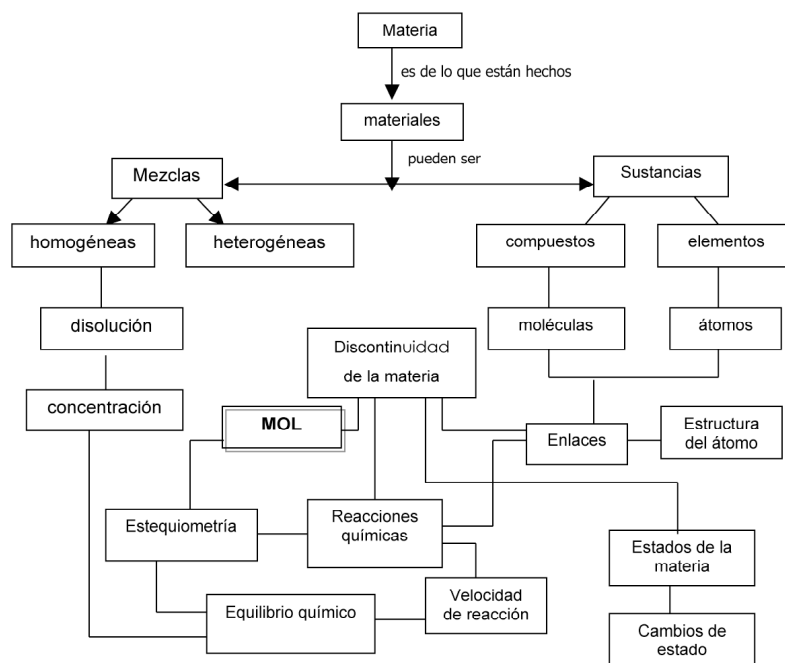 Materia
es de lo que están hechos
materiales
pueden ser
Mezclas
Sustancias
homogéneas
heterogéneas
compuestos
elementos
disolución
moléculas
átomos
Discontinuidad
de la materia
concentración
MOL
Enlaces
Estructura
del átomo
Estequiometría
Reacciones
químicas
Estados de la
materia
Equilibrio químico
Velocidad
de reacción
Cambios de
estado